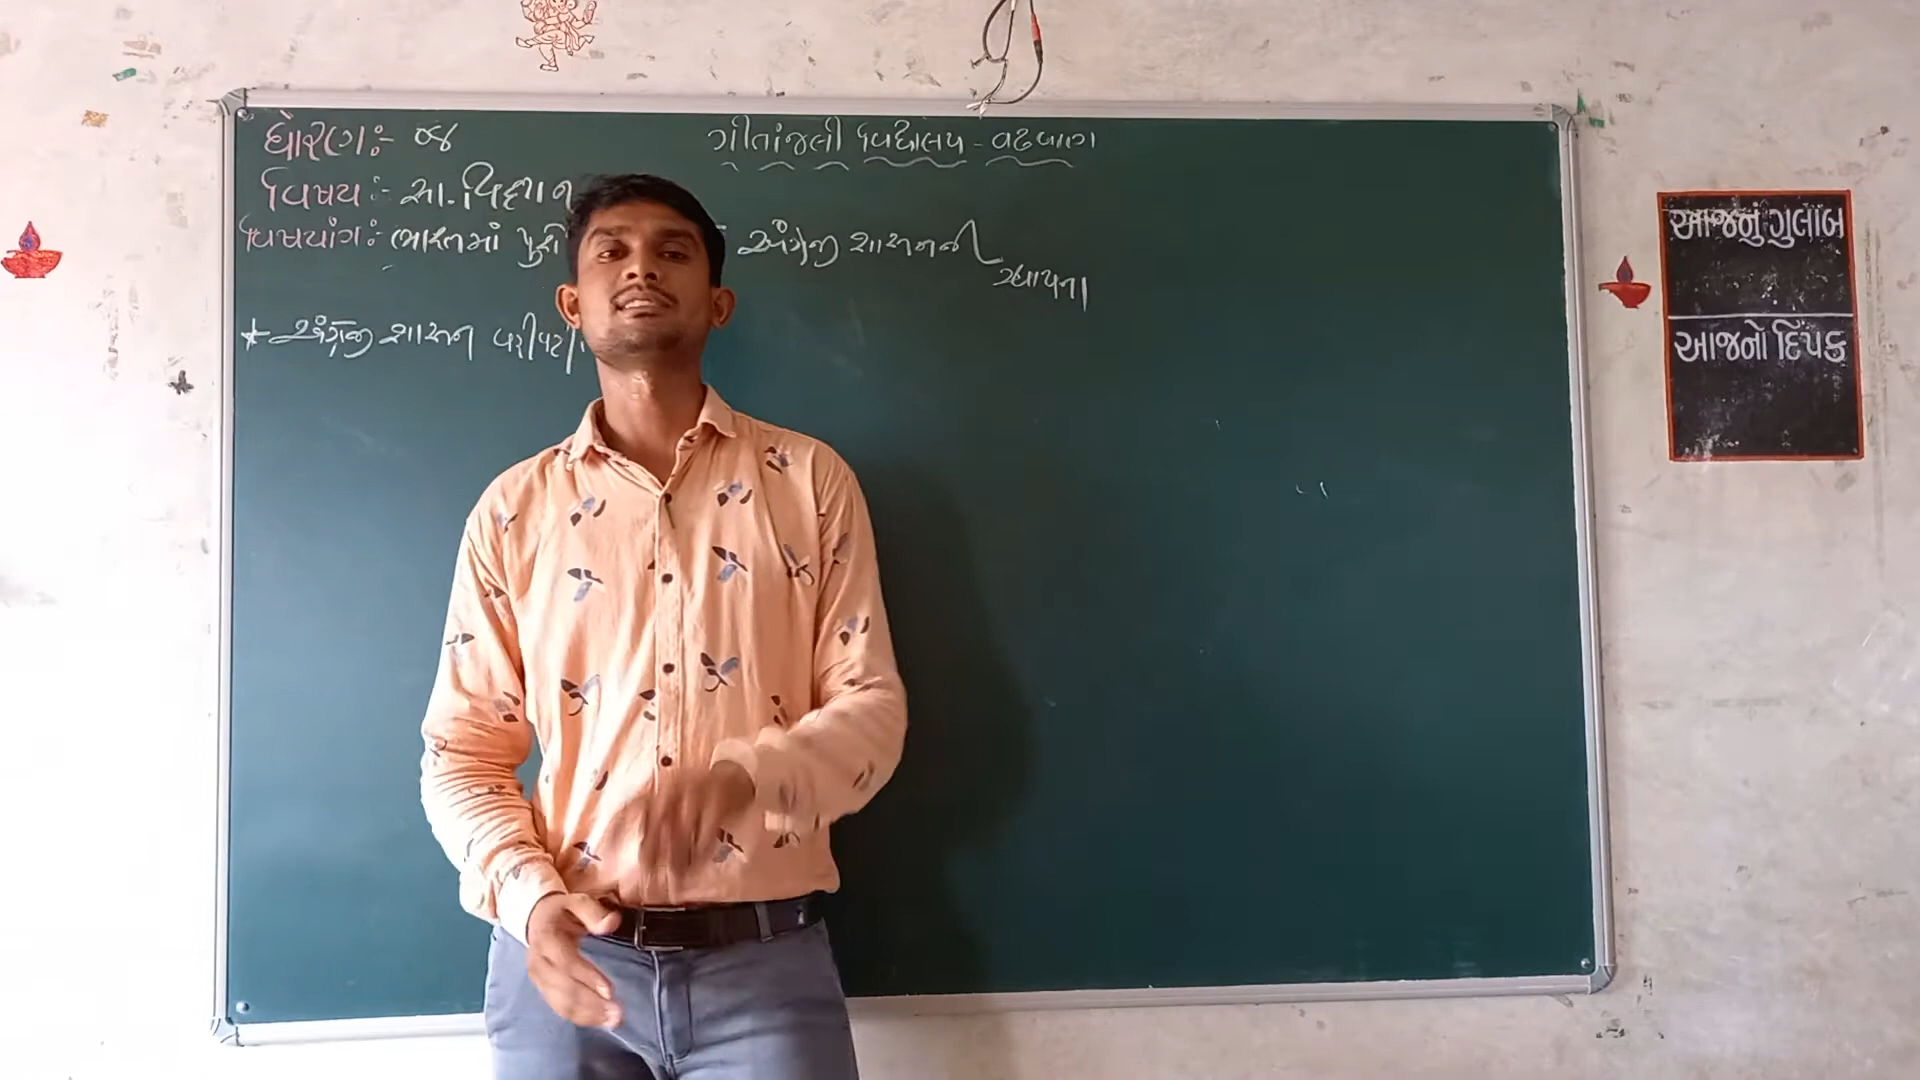 ગીતાંજલી વિદ્યાલય - વઢવાણ
ધોરણ :- ૦૮
વિષય :- સા. વિજ્ઞાન
વિષયાંગ :- ભારતમાં અંગ્રેજી શાસનની
સ્થાપના
* અંગ્રેજી શાસન
આજનું ગુલાબ
આજનો દિપક